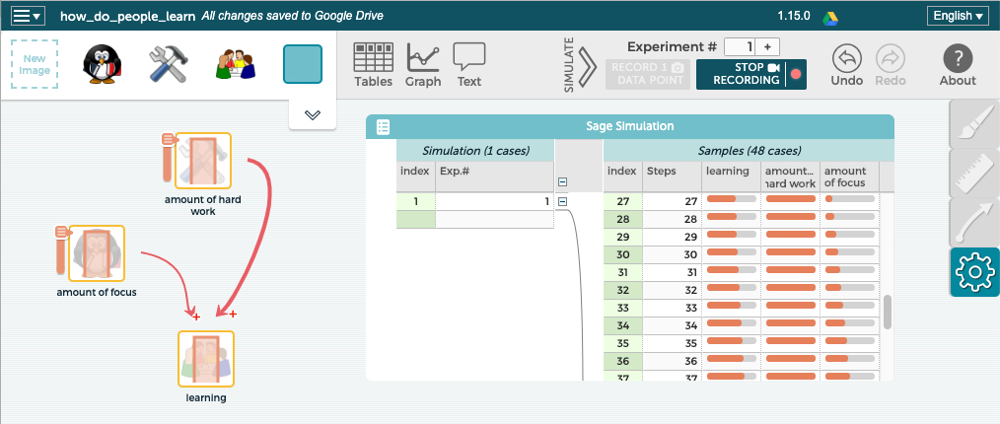 how_do_people_learn All changes saved to Google Drive 1.15.0 English
New
Image
Tables Graph Text
SIMULATE
Experiment # 1 +
RECORD 1
DATA POINT
STOP
RECORDING
Undo Redo
About
amount of hard
work
amount of focus
+ +
learning
Sage Simulation
Simulation (1 cases) Samples (48 cases)
index Exp.# index Steps learning amount... amount
hard work of focus
1 1 27 27
28 28
29 29
30 30
31 31
32 32
33 33
34 34
35 35
36 36
37 37